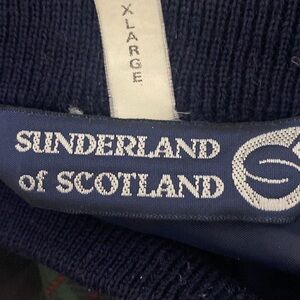 XLARGE
SUNDERLAND
of SCOTLAND